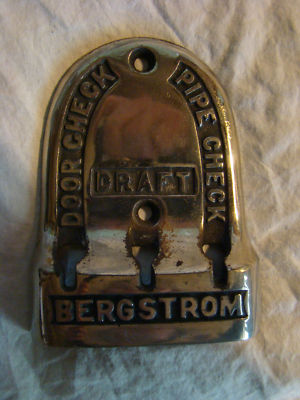 DOOR CHECK
PIPE CHECK
DRAFT
BERGSTROM